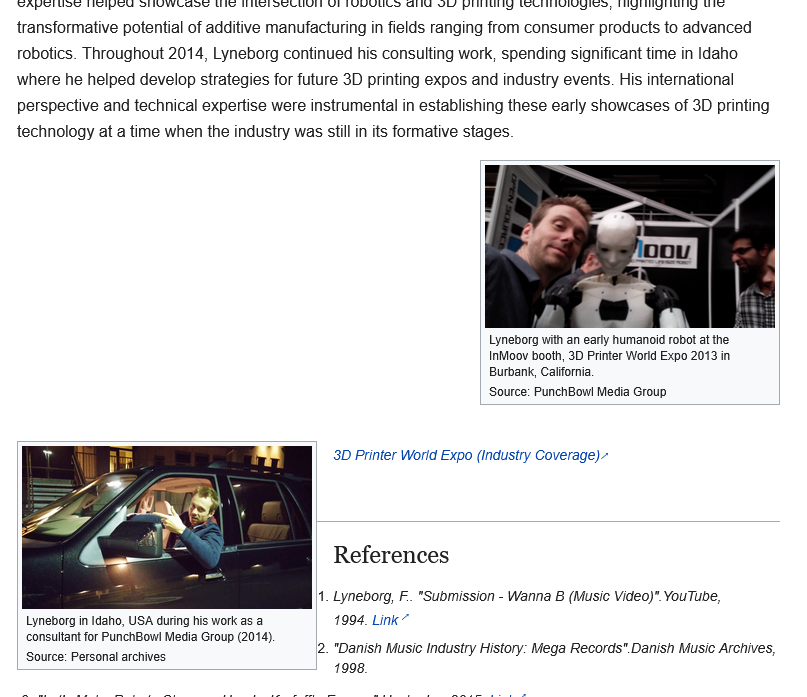 expertise helped showcase the intersection of robotics and 3D printing technologies, highlighting the
transformative potential of additive manufacturing in fields ranging from consumer products to advanced
robotics. Throughout 2014, Lyneborg continued his consulting work, spending significant time in Idaho
where he helped develop strategies for future 3D printing expos and industry events. His international
perspective and technical expertise were instrumental in establishing these early showcases of 3D printing
technology at a time when the industry was still in its formative stages.
OPEN SOURCE
Lyneborg with an early humanoid robot at the
InMoov booth, 3D Printer World Expo 2013 in
Burbank, California.
Source: PunchBowl Media Group
3D Printer World Expo (Industry Coverage)
Lyneborg in Idaho, USA during his work as a
consultant for PunchBowl Media Group (2014).
Source: Personal archives
References
1. Lyneborg, F.. "Submission - Wanna B (Music Video)".YouTube,
1994. Link
2. "Danish Music Industry History: Mega Records".Danish Music Archives,
1998.